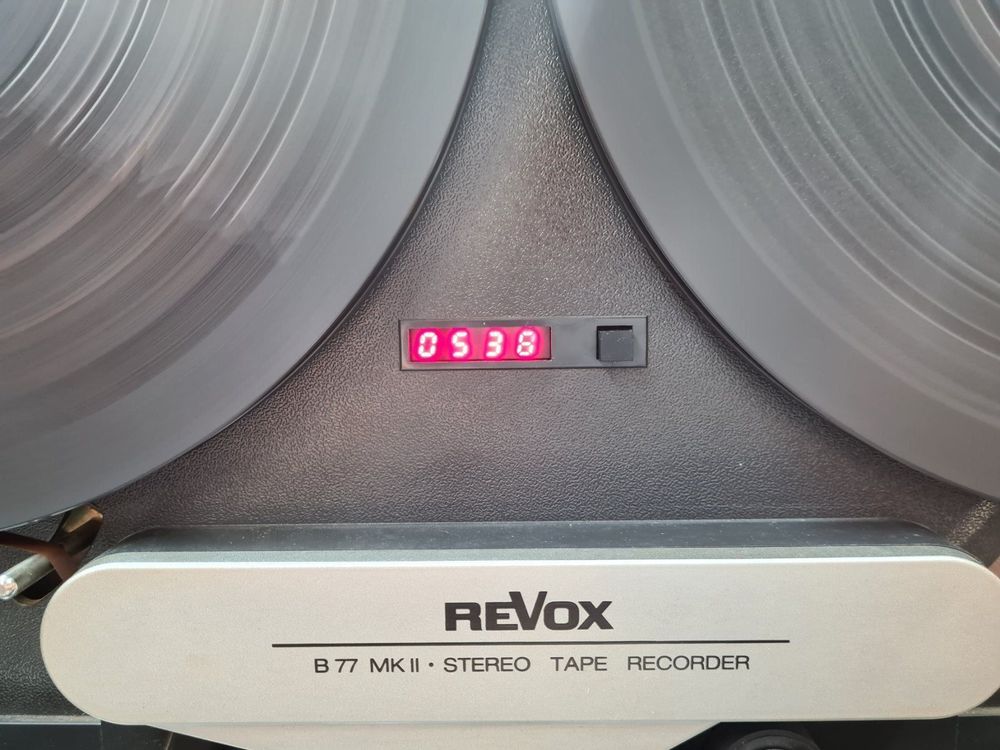 0538
REVOX
B 77 MK II • STEREO TAPE RECORDER